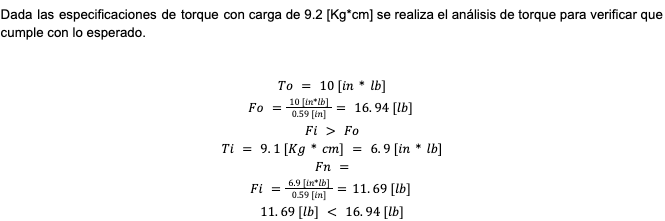 Dada las especificaciones de torque con carga de 9.2 [Kg*cm] se realiza el análisis de torque para verificar que
cumple con lo esperado.
To = 10 [in * lb]
Fo = 10 [in*lb] / 0.59 [in] = 16.94 [lb]
Fi > Fo
Ti = 9.1 [Kg * cm] = 6.9 [in * lb]
Fn =
Fi = 6.9 [in*lb] / 0.59 [in] = 11.69 [lb]
11.69 [lb] < 16.94 [lb]